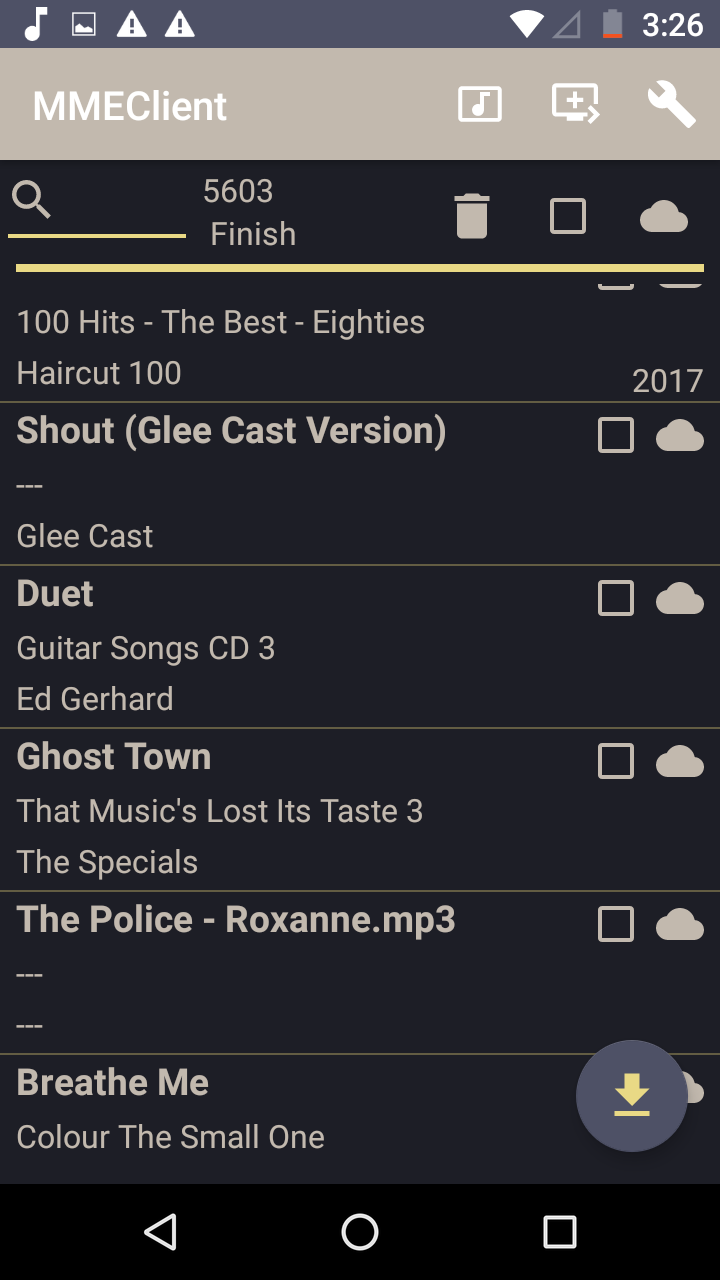 3:26
MMEClient
5603
Finish
100 Hits - The Best - Eighties
Haircut 100
2017
Shout (Glee Cast Version)
---
Glee Cast
Duet
Guitar Songs CD 3
Ed Gerhard
Ghost Town
That Music's Lost Its Taste 3
The Specials
The Police - Roxanne.mp3
---
---
Breathe Me
Colour The Small One